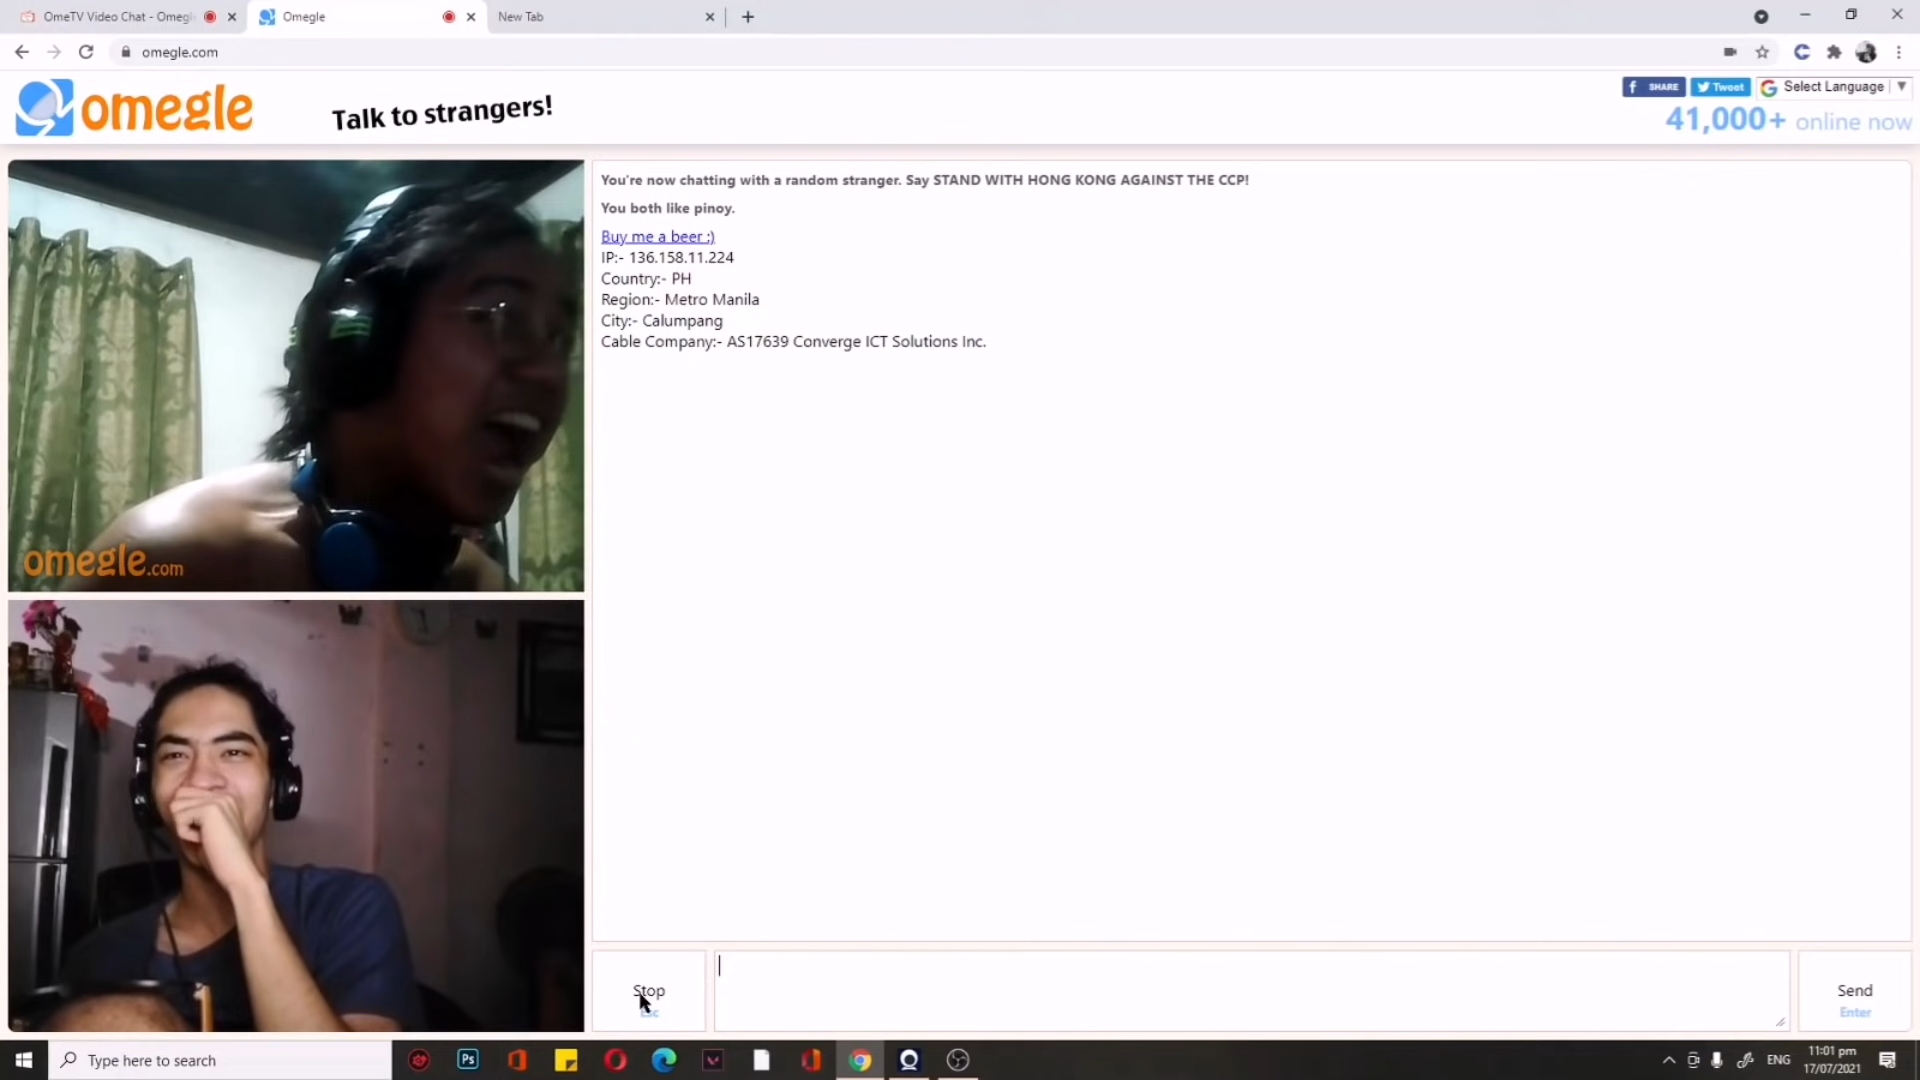 OmeTV Video Chat - Omegl
Omegle
New Tab
omegle.com
omegle
Talk to strangers!
SHARE
Tweet
Select Language
41,000+ online now
You're now chatting with a random stranger. Say STAND WITH HONG KONG AGAINST THE CCP!
You both like pinoy.
Buy me a beer :)
IP:- 136.158.11.224
Country:- PH
Region:- Metro Manila
City:- Calumpang
Cable Company:- AS17639 Converge ICT Solutions Inc.
omegle.com
Stop
Esc
Send
Enter
Type here to search
Ps
ENG
11:01 pm
17/07/2021